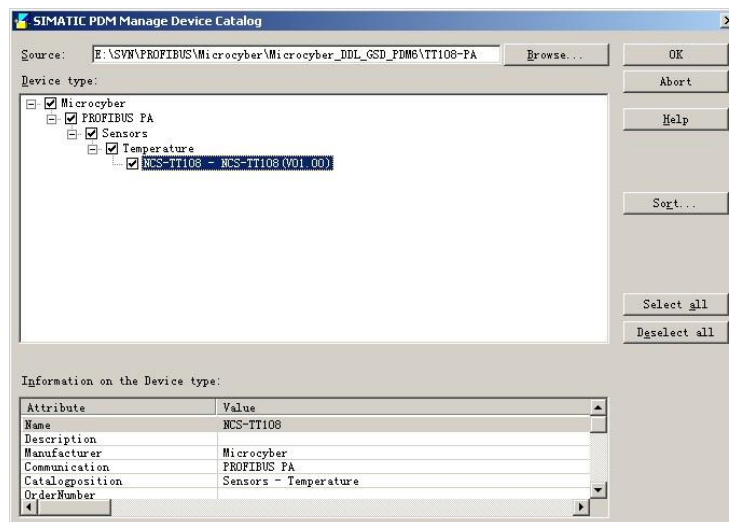 SIMATIC PDM Manage Device Catalog
Source: E:\SVN\PROFIBUS\Microcyber\Microcyber_DDL_GSD_PDM6\TT108-PA Browse... OK
Device type: Abort
Microcyber
PROFIBUS PA Help
Sensors
Temperature
NCS-TT108 - NCS-TT108(V01.00)
Sort...
Select all
Deselect all
Information on the Device type:
Attribute Value
Name NCS-TT108
Description
Manufacturer Microcyber
Communication PROFIBUS PA
Catalogposition Sensors - Temperature
OrderNumber